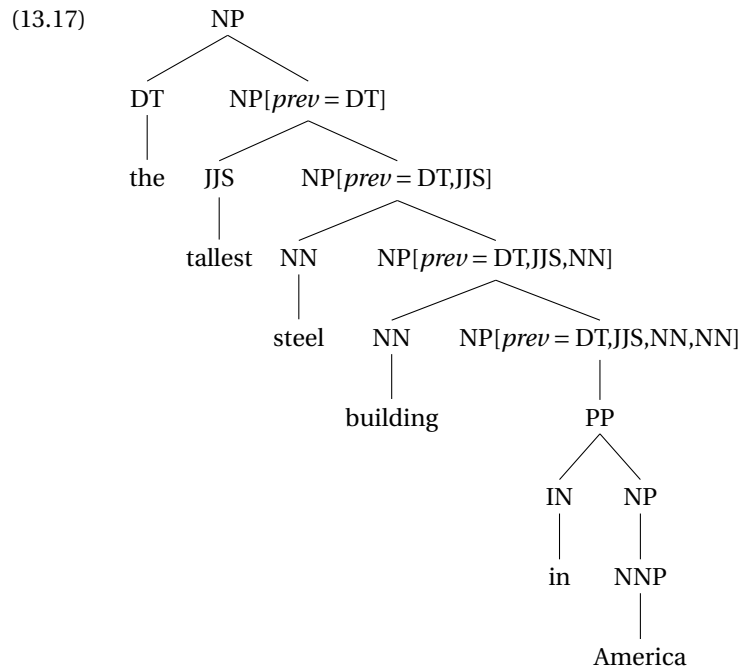 (13.17) NP
DT NP[prev = DT]
the JJS NP[prev = DT,JJS]
tallest NN NP[prev = DT,JJS,NN]
steel NN NP[prev = DT,JJS,NN,NN]
building PP
IN NP
in NNP
America